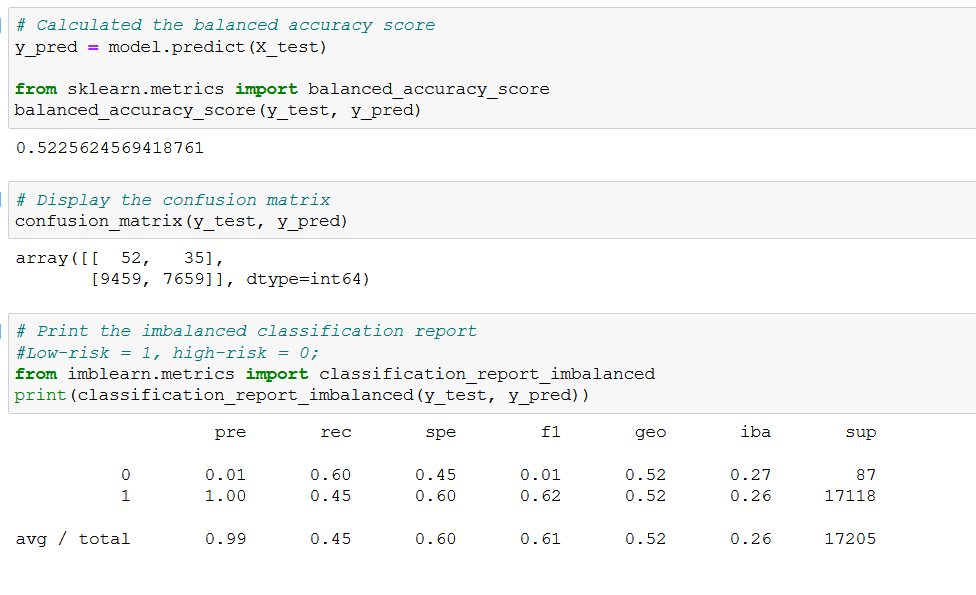 # Calculated the balanced accuracy score
y_pred = model.predict(X_test)
from sklearn.metrics import balanced_accuracy_score
balanced_accuracy_score(y_test, y_pred)
0.5225624569418761
# Display the confusion matrix
confusion_matrix(y_test, y_pred)
array([[  52,   35],
       [9459, 7659]], dtype=int64)
# Print the imbalanced classification report
#Low-risk = 1, high-risk = 0;
from imblearn.metrics import classification_report_imbalanced
print(classification_report_imbalanced(y_test, y_pred))
pre rec spe f1 geo iba sup
0 0.01 0.60 0.45 0.01 0.52 0.27 87
1 1.00 0.45 0.60 0.62 0.52 0.26 17118
avg / total 0.99 0.45 0.60 0.61 0.52 0.26 17205